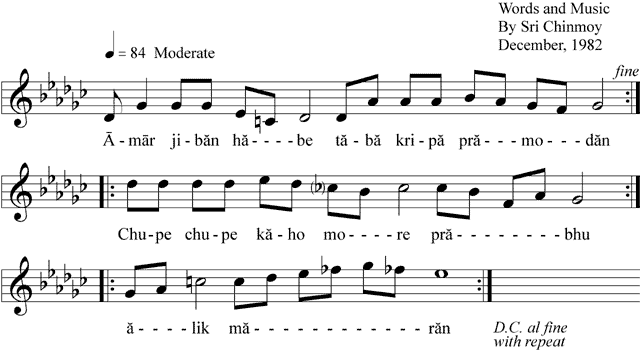 Words and Music
By Sri Chinmoy
December, 1982
= 84 Moderate
fine
Ā-mār ji-băn hă----be tă-bă kri-pă pră---mo-dăn
Chu-pe chu-pe kă-ho mo----re pră---------bhu
ă----lik mă---------------răn
D.C. al fine
with repeat